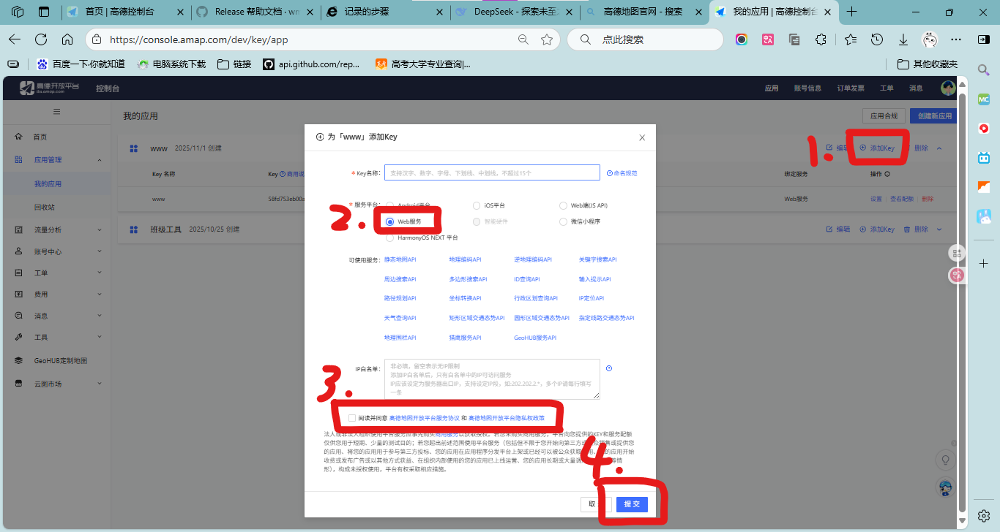 首页 | 高德控制台
Release 帮助文档 · wn
记录的步骤
DeepSeek - 探索未至
高德地图官网 - 搜索
我的应用 | 高德控制台
https://console.amap.com/dev/key/app
点此搜索
百度一下·你就知道
电脑系统下载
链接
api.github.com/rep...
高考大学专业查询|...
其他收藏夹
高德开放平台
lbs.amap.com
控制台
应用
账号信息
订单发票
工单
消息
首页
应用管理
我的应用
回收站
流量分析
账号中心
工单
费用
消息
工具
GeoHUB定制地图
云图市场
我的应用
应用合规
创建新应用
www 2025/11/1 创建
编辑
添加Key
删除
Key 名称
Key
商用说
绑定服务
操作
www
58fd753eb00a
Web服务
设置 | 查看配额 | 删除
班级工具 2025/10/25 创建
编辑
添加Key
删除
1.
为「www」添加Key
* Key名称:
支持汉字、数字、字母、下划线、中划线，不超过15个
命名规范
* 服务平台:
Android平台
iOS平台
Web端(JS API)
2.
Web服务
智能硬件
微信小程序
HarmonyOS NEXT 平台
可使用服务:
静态地图API 地理编码API 逆地理编码API 关键字搜索API
周边搜索API 多边形搜索API ID查询API 输入提示API
路径规划API 坐标转换API 行政区划查询API IP定位API
天气查询API 矩形区域交通态势API 圆形区域交通态势API 指定线路交通态势API
地理围栏API 猎鹰服务API GeoHUB服务API
IP白名单:
非必填，留空表示无IP限制
添加IP白名单后，只有白名单中的IP可访问服务
IP应该设定为服务器出口IP，支持设定IP段，如:202.202.2.*，多个IP请每行填写
一条
3.
阅读并同意 高德地图开放平台服务协议 和 高德地图开放平台隐私权政策
法人或非法人组织使用平台服务应事先购买商用服务以获取授权。若您未购买商用服务，平台向您提供的KEY和服务配额
仅供您用于短期、少量的测试目的；若您超出前述范围使用平台服务（包括但不限于您开始向第三方或公众销售或提供您
的应用、将您的应用用于参与第三方投标、您的应用在应用程序分发平台上架或已经可以被公众获取 用、您的应用开始
收费或发布广告或以其他方式获益、在组织内部使用的您的应用已上线运营、您的应用长期或大量调 等情
形），构成未授权使用，平台有权采取相应措施。
4.
取
提 交
MC